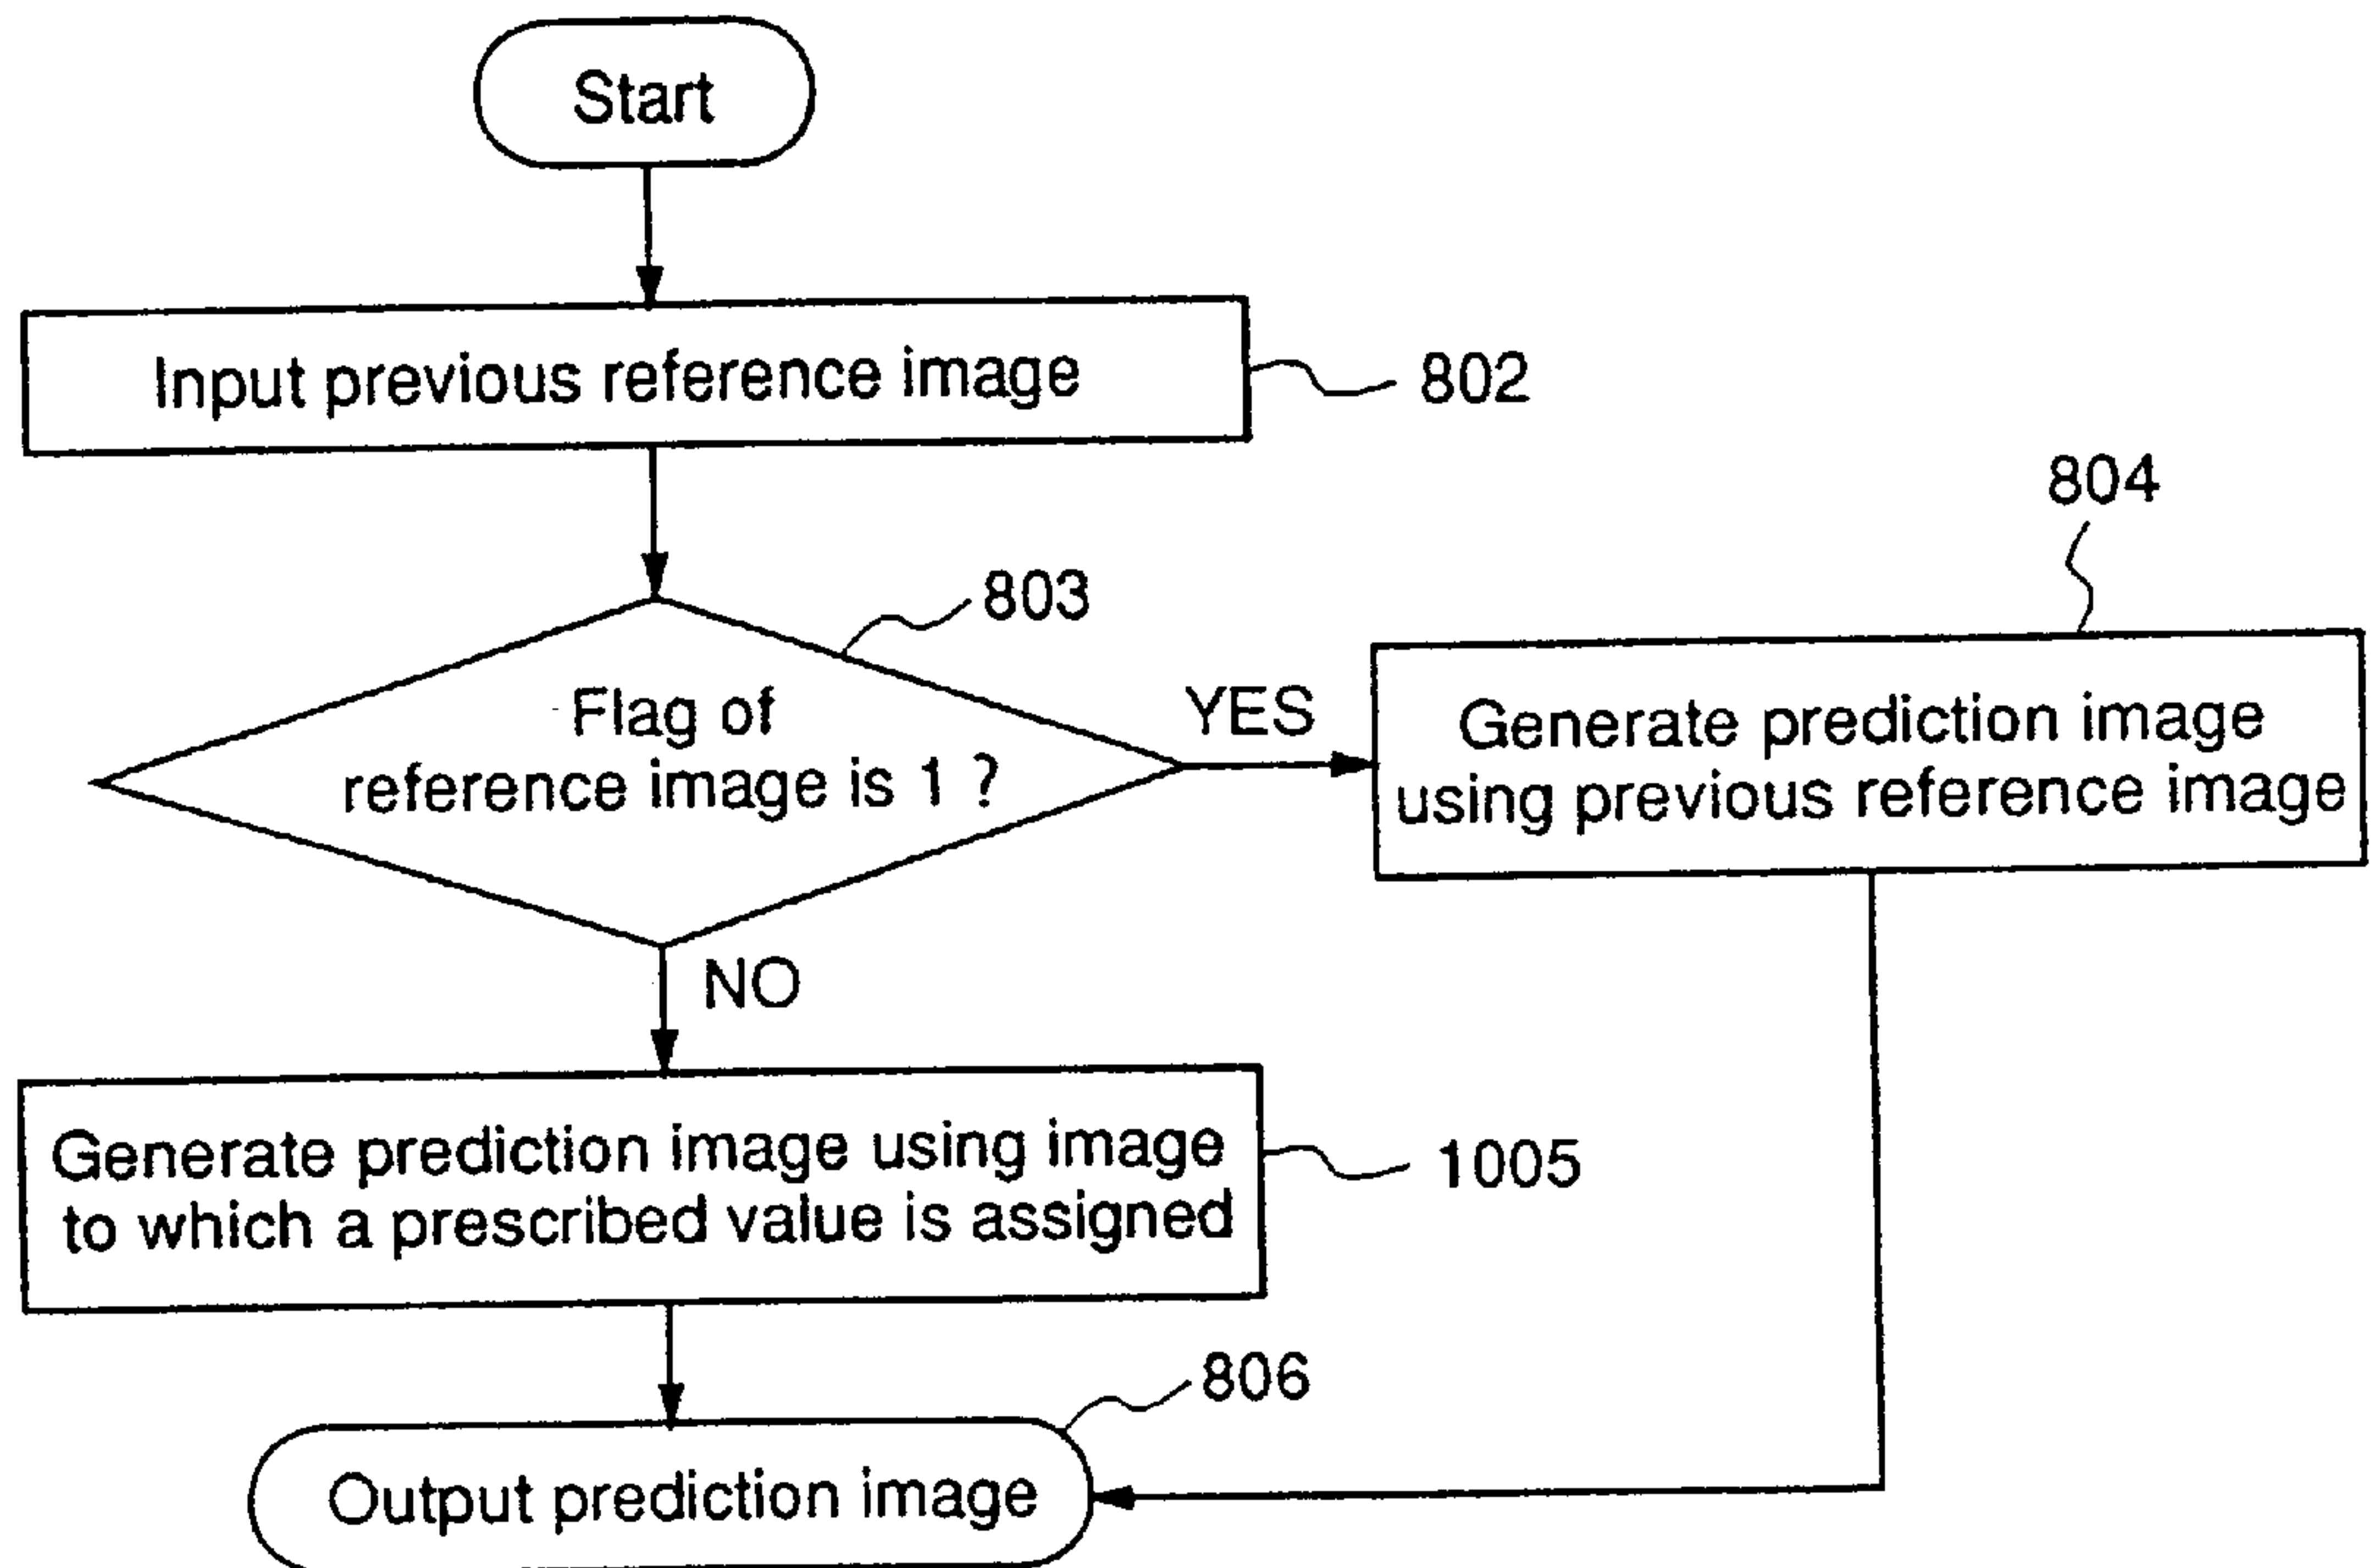 Start
Input previous reference image
802
803
804
Flag of
reference image is 1 ?
YES
Generate prediction image
using previous reference image
NO
Generate prediction image using image
to which a prescribed value is assigned
1005
806
Output prediction image